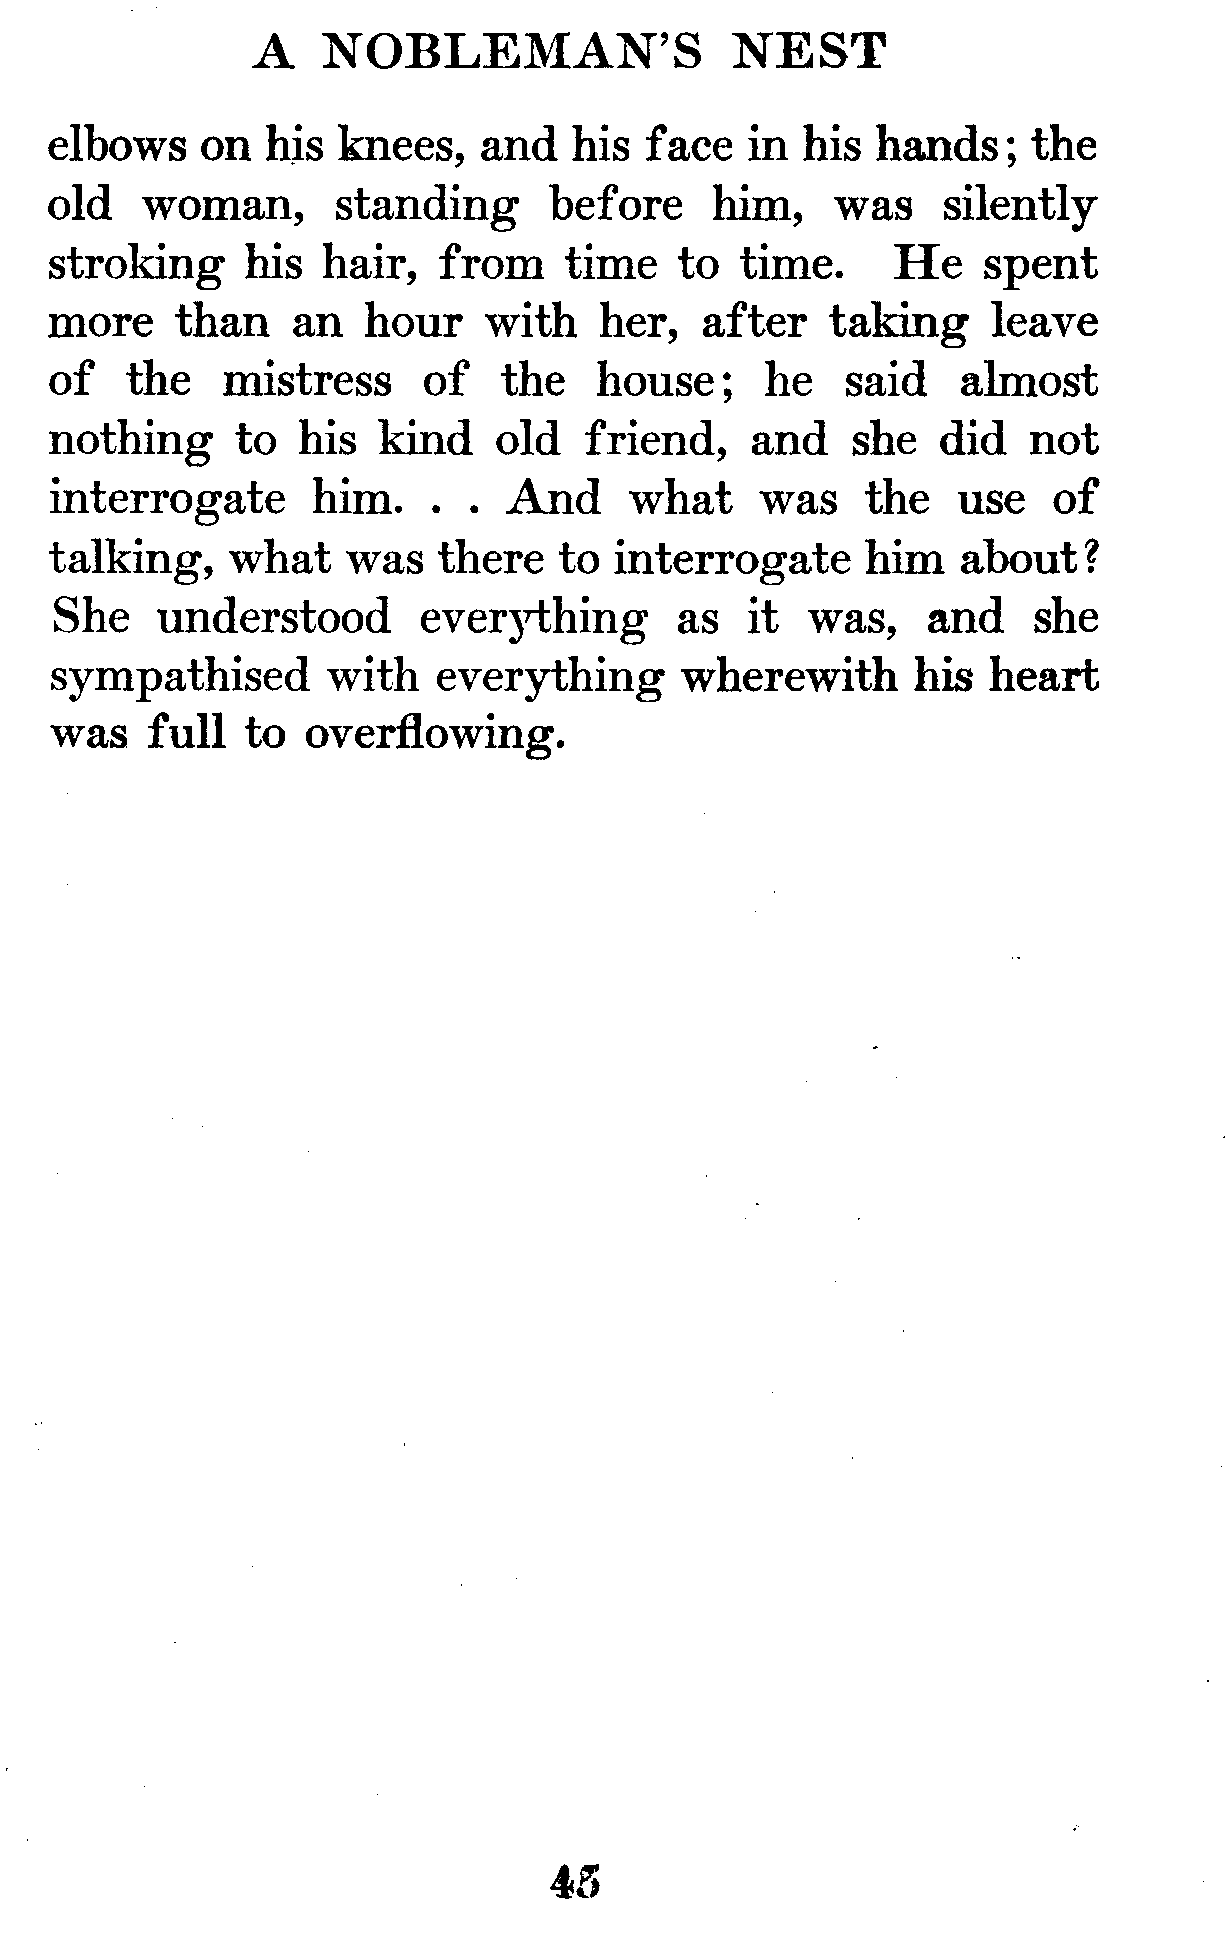 A NOBLEMAN'S NEST
elbows on his knees, and his face in his hands; the
old woman, standing before him, was silently
stroking his hair, from time to time. He spent
more than an hour with her, after taking leave
of the mistress of the house; he said almost
nothing to his kind old friend, and she did not
interrogate him. . . And what was the use of
talking, what was there to interrogate him about?
She understood everything as it was, and she
sympathised with everything wherewith his heart
was full to overflowing.
45